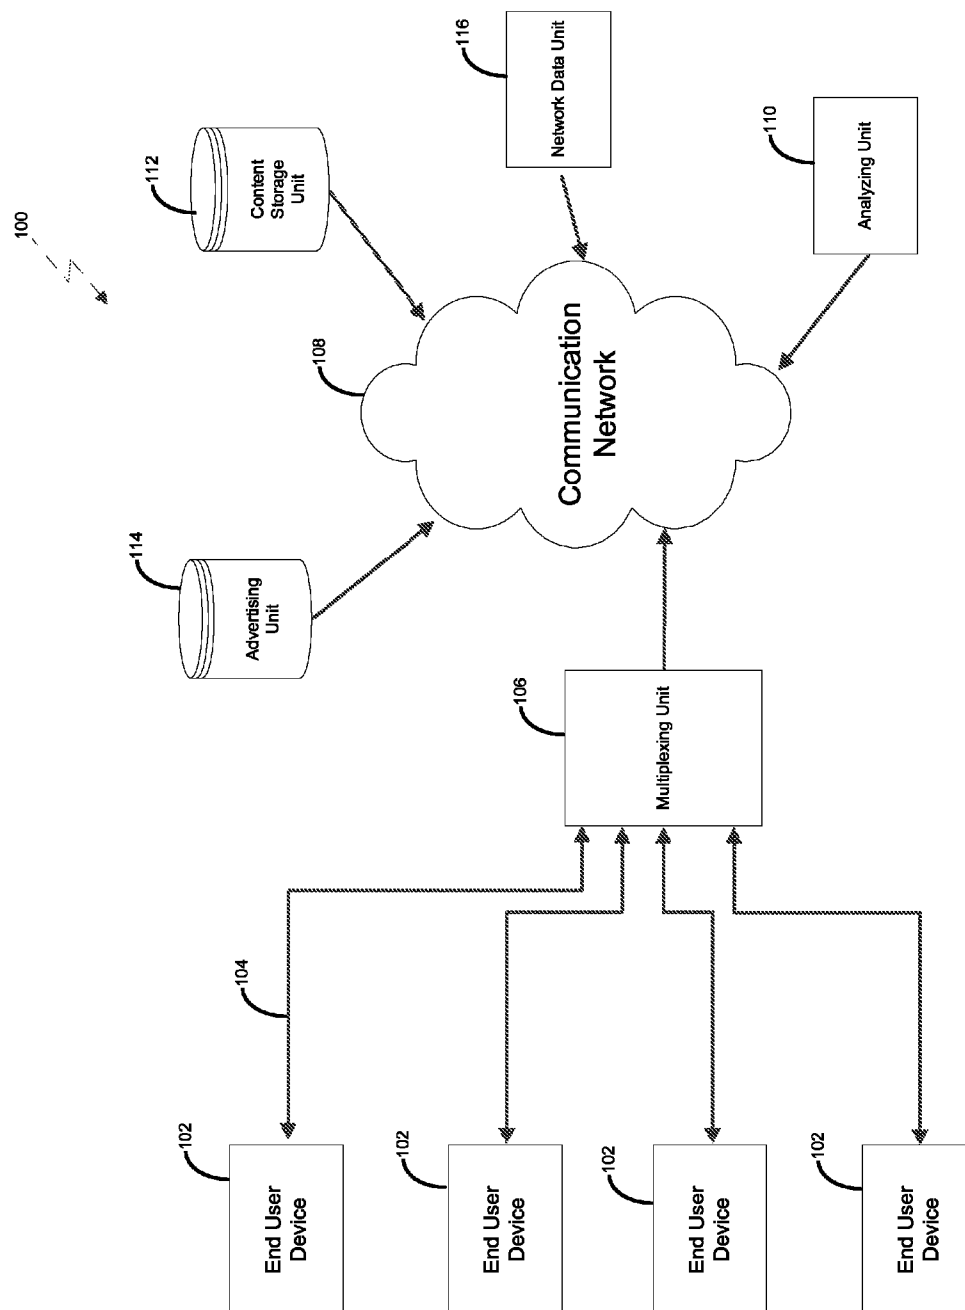 100
112
Content
Storage
Unit
116
Network Data Unit
110
Analyzing Unit
108
Communication
Network
114
Advertising
Unit
106
Multiplexing Unit
104
102
End User
Device
102
End User
Device
102
End User
Device
102
End User
Device